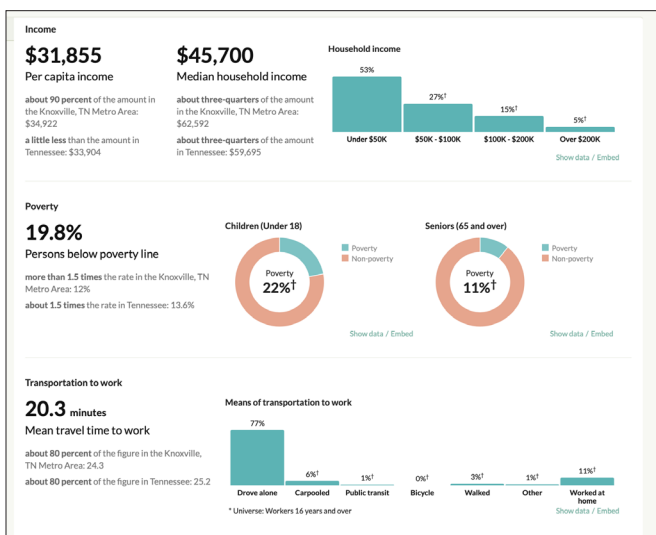 Income
$31,855
Per capita income
about 90 percent of the amount in
the Knoxville, TN Metro Area:
$34,922
a little less than the amount in
Tennessee: $33,904
$45,700
Median household income
about three-quarters of the amount
in the Knoxville, TN Metro Area:
$62,592
about three-quarters of the amount
in Tennessee: $59,695
Household income
53%
27%†
15%†
5%†
Under $50K
$50K - $100K
$100K - $200K
Over $200K
Show data / Embed
Poverty
19.8%
Persons below poverty line
more than 1.5 times the rate in the Knoxville, TN
Metro Area: 12%
about 1.5 times the rate in Tennessee: 13.6%
Children (Under 18)
Poverty
22%†
Poverty
Non-poverty
Show data / Embed
Seniors (65 and over)
Poverty
11%†
Poverty
Non-poverty
Show data / Embed
Transportation to work
20.3 minutes
Mean travel time to work
about 80 percent of the figure in the Knoxville,
TN Metro Area: 24.3
about 80 percent of the figure in Tennessee: 25.2
Means of transportation to work
77%
6%†
1%†
0%†
3%†
1%†
11%†
Drove alone
Carpooled
Public transit
Bicycle
Walked
Other
Worked at
home
* Universe: Workers 16 years and over
Show data / Embed